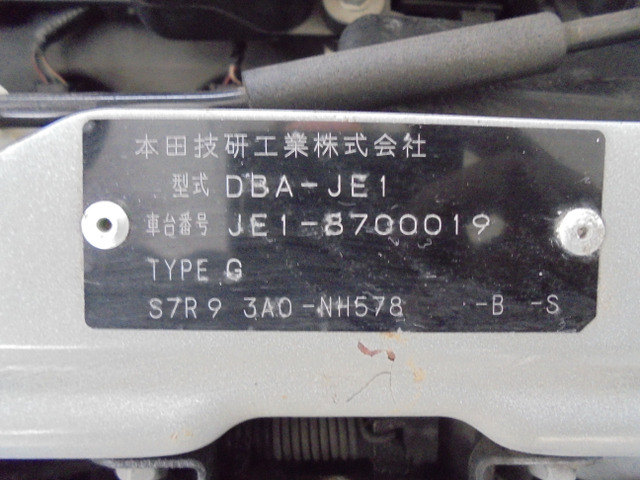 本田技研工業株式会社
型式 DBA-JE1
車台番号 JE1-8700019
TYPE G
S7R9 3A0-NH578 -B -S